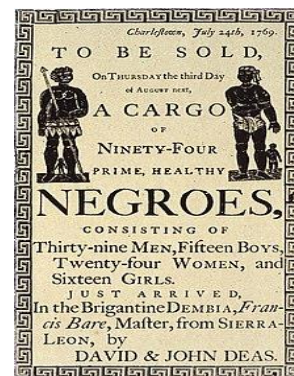 Charlestown, July 24th, 1769.
TO BE SOLD,
On THURSDAY the third Day
of AUGUST next,
A CARGO
OF
NINETY-FOUR
PRIME, HEALTHY
NEGROES,
CONSISTING OF
Thirty-nine MEN, Fifteen BOYS,
Twenty-four WOMEN, and
Sixteen GIRLS.
JUST ARRIVED,
In the Brigantine DEMBIA, Fran-
cis Bare, Master, from SIERRA-
LEON, by
DAVID & JOHN DEAS.